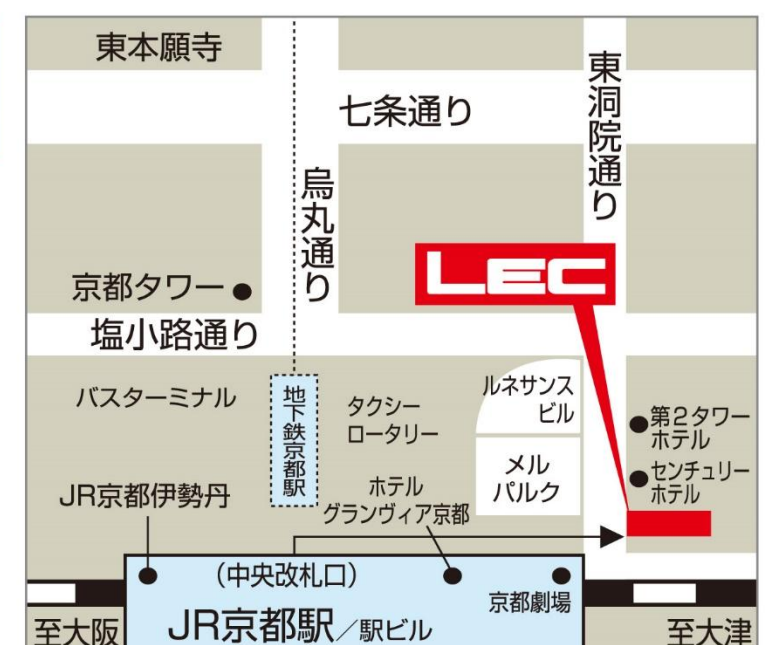 東本願寺
七条通り
東洞院通り
烏丸通り
LEC
京都タワー
塩小路通り
バスターミナル
地下鉄京都駅
タクシー
ロータリー
ルネサンス
ビル
第2タワー
ホテル
メル
パルク
センチュリー
ホテル
JR京都伊勢丹
ホテル
グランヴィア京都
(中央改札口)
京都劇場
JR京都駅/駅ビル
至大阪
至大津